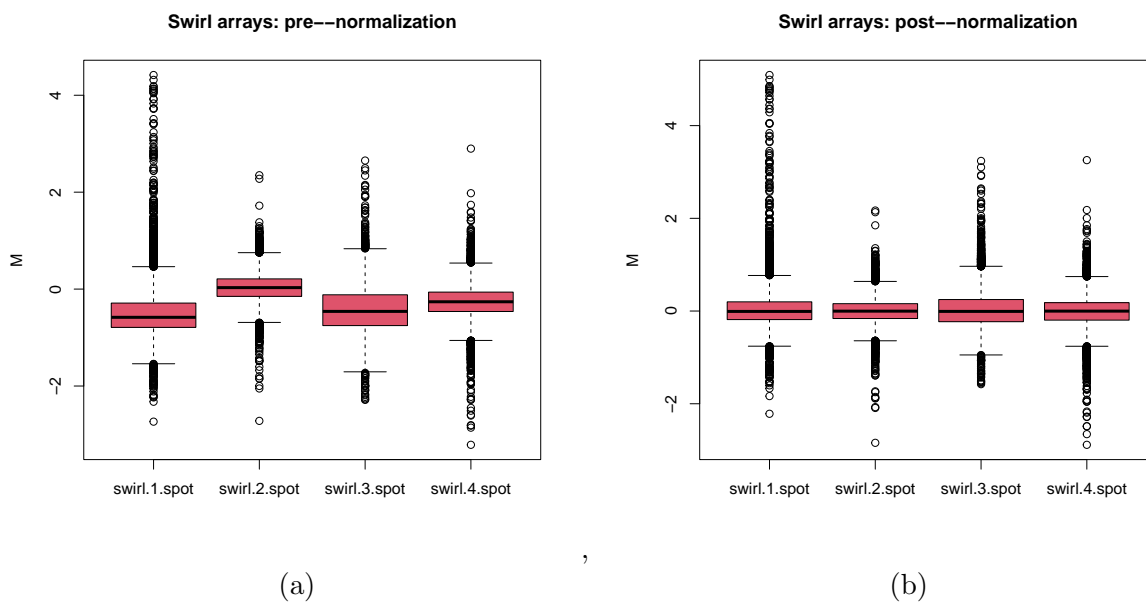 Swirl arrays: pre−−normalization
4
2
0
−2
M
swirl.1.spot swirl.2.spot swirl.3.spot swirl.4.spot
(a)
,
Swirl arrays: post−−normalization
4
2
0
−2
M
swirl.1.spot swirl.2.spot swirl.3.spot swirl.4.spot
(b)